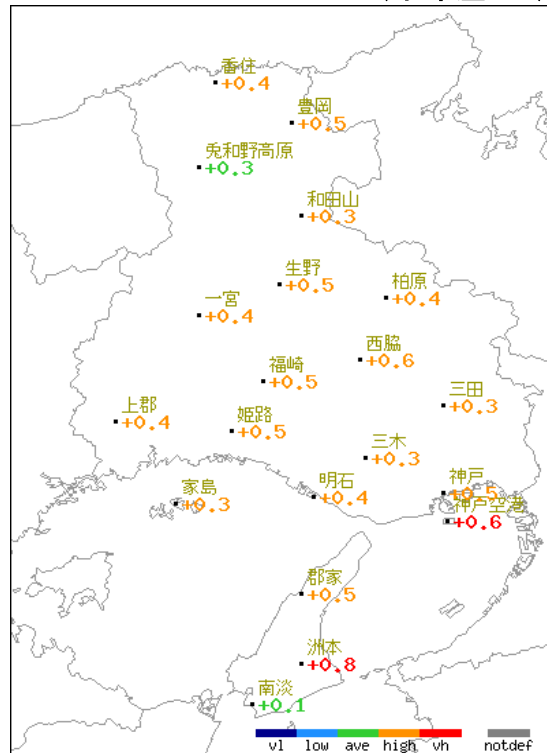 香住
+0.4
豊岡
+0.5
兎和野高原
+0.3
和田山
+0.3
生野
+0.5
柏原
+0.4
一宮
+0.4
西脇
+0.6
福崎
+0.5
三田
+0.3
上郡
+0.4
姫路
+0.5
三木
+0.3
家島
+0.3
明石
+0.4
神戸
+0.5
神戸空港
+0.6
郡家
+0.5
洲本
+0.8
南淡
+0.1
vl low ave high vh notdef